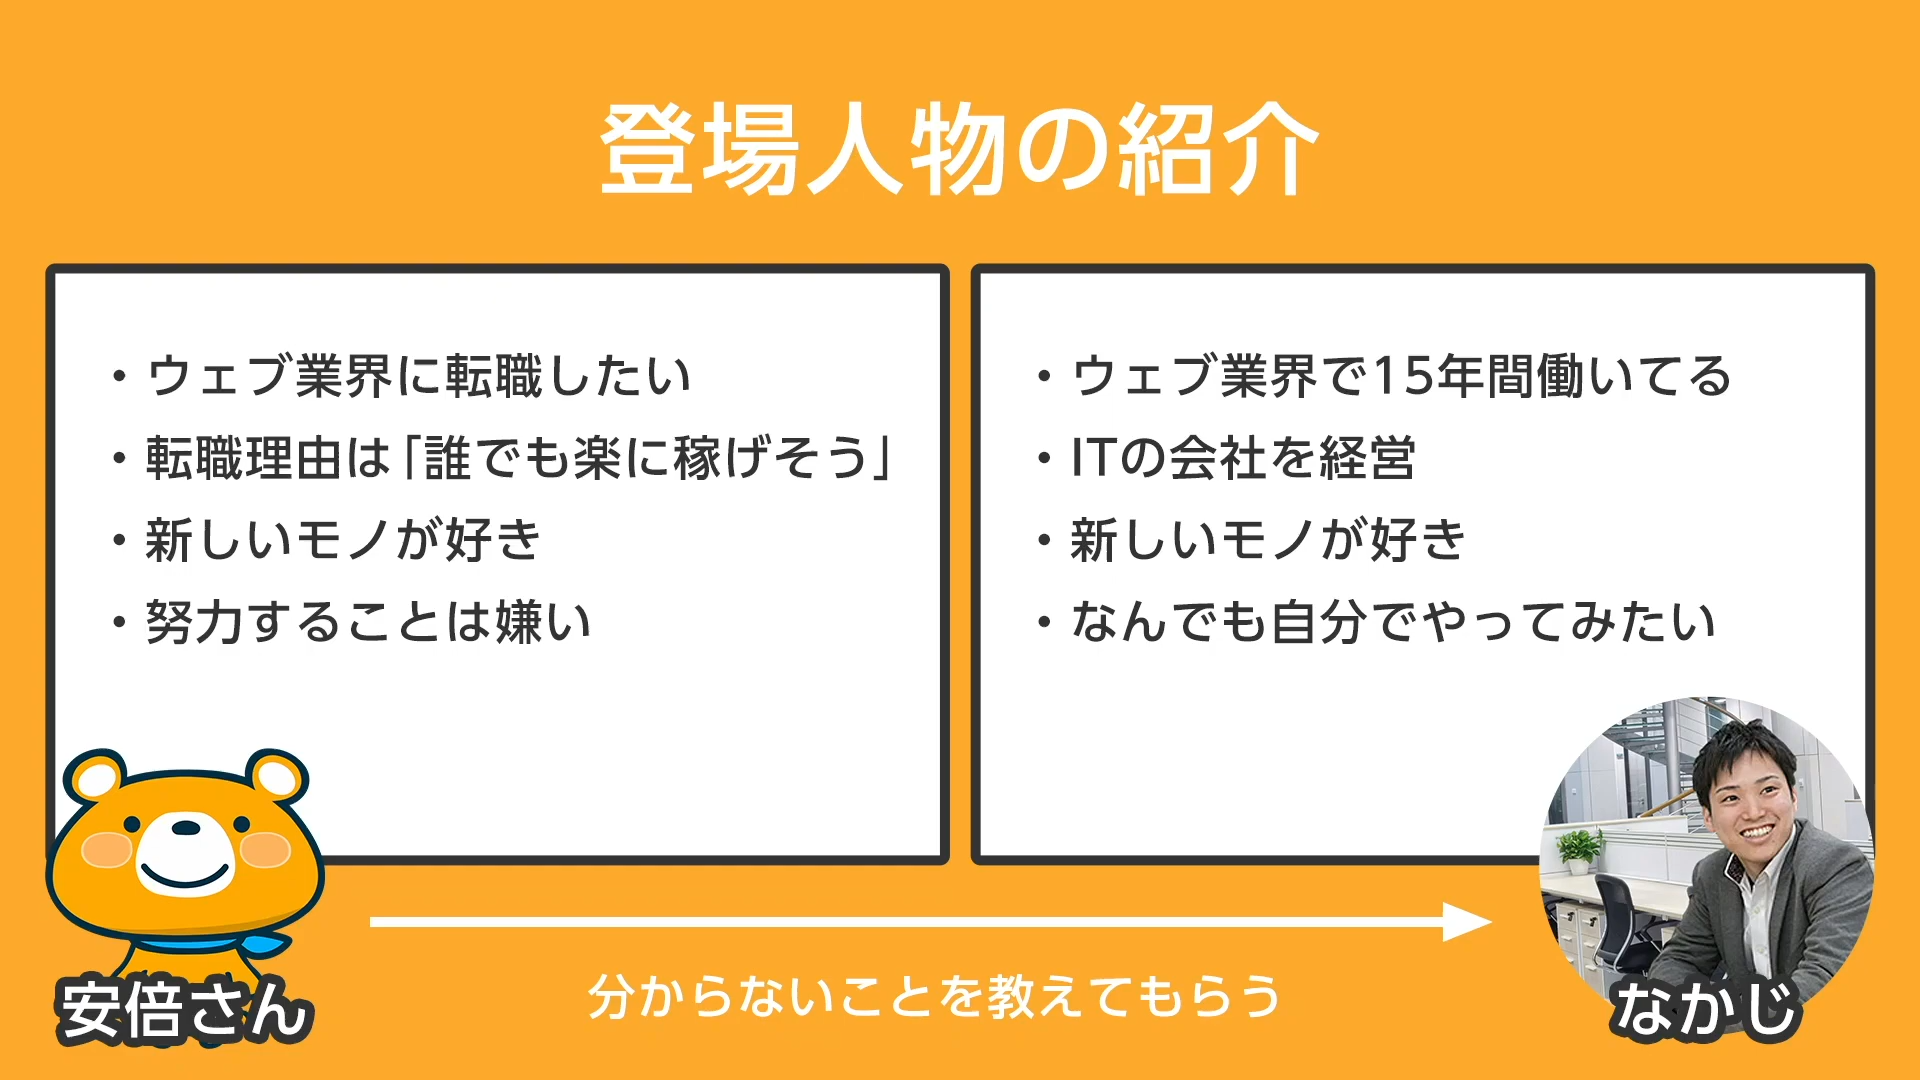 登場人物の紹介
・ウェブ業界に転職したい
・転職理由は「誰でも楽に稼げそう」
・新しいモノが好き
・努力することは嫌い
・ウェブ業界で15年間働いてる
・ITの会社を経営
・新しいモノが好き
・なんでも自分でやってみたい
安倍さん
分からないことを教えてもらう
なかじ